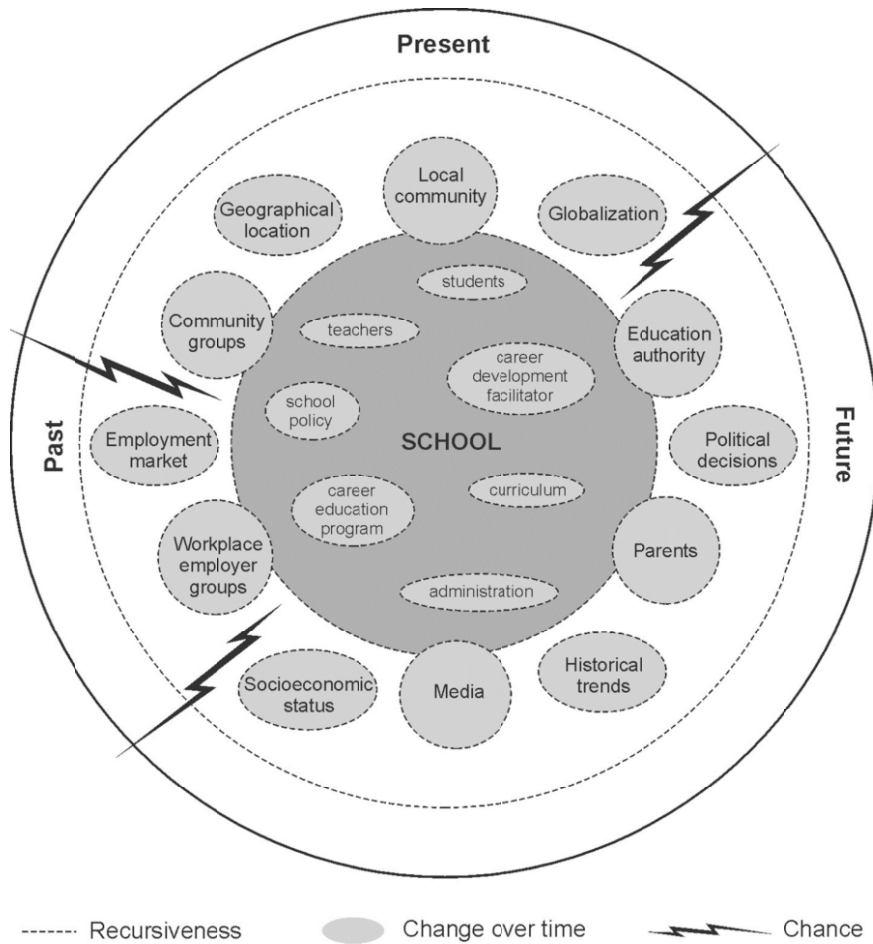 Present
Local
community
Geographical
location
Globalization
students
Community
groups
teachers
Education
authority
career
development
facilitator
school
policy
Past
Employment
market
SCHOOL
Political
decisions
Future
career
education
program
curriculum
Workplace
employer
groups
Parents
administration
Socioeconomic
status
Media
Historical
trends
Recursiveness
Change over time
Chance